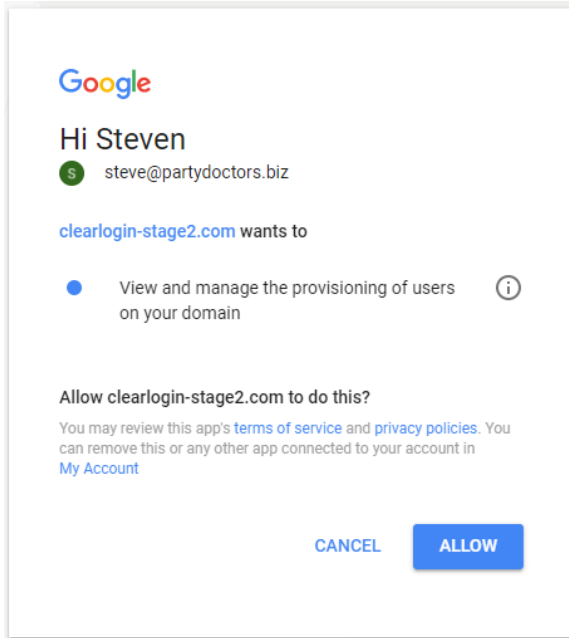 Google
Hi Steven
S
steve@partydoctors.biz
clearlogin-stage2.com wants to
View and manage the provisioning of users
on your domain
i
Allow clearlogin-stage2.com to do this?
You may review this app's terms of service and privacy policies. You
can remove this or any other app connected to your account in
My Account
CANCEL
ALLOW